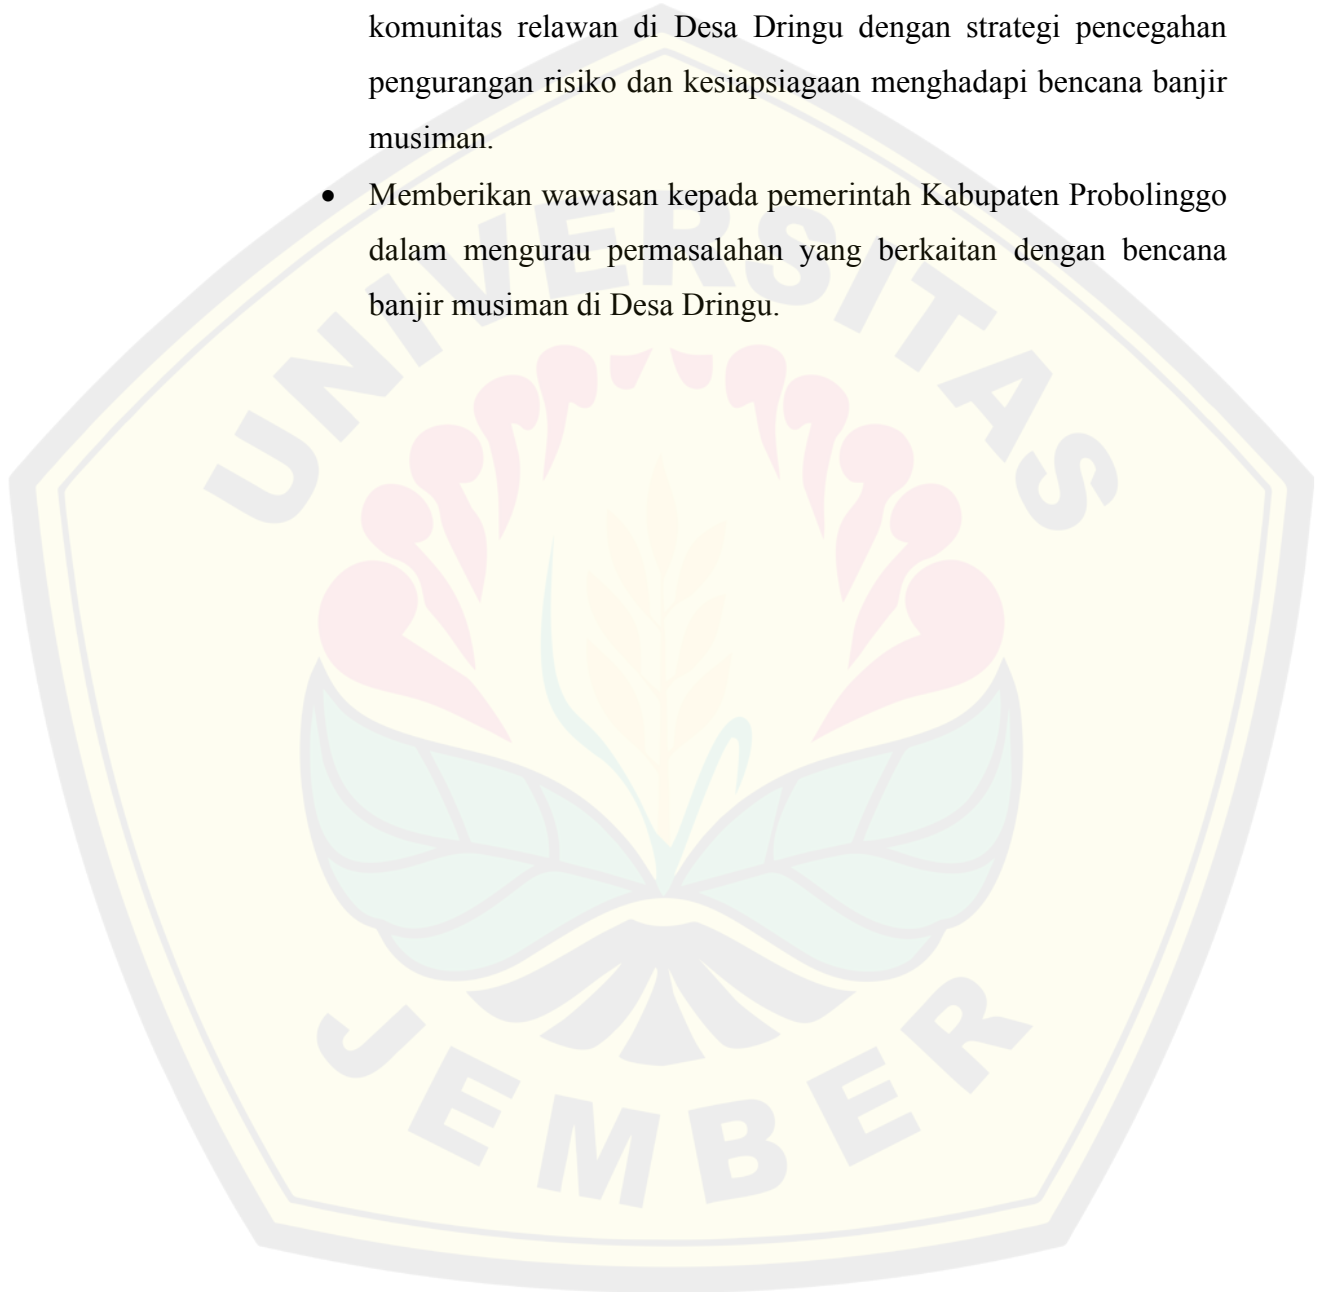 komunitas relawan di Desa Dringu dengan strategi pencegahan
pengurangan risiko dan kesiapsiagaan menghadapi bencana banjir
musiman.
• Memberikan wawasan kepada pemerintah Kabupaten Probolinggo
dalam mengurau permasalahan yang berkaitan dengan bencana
banjir musiman di Desa Dringu.
UNIVERSITAS
JEMBER